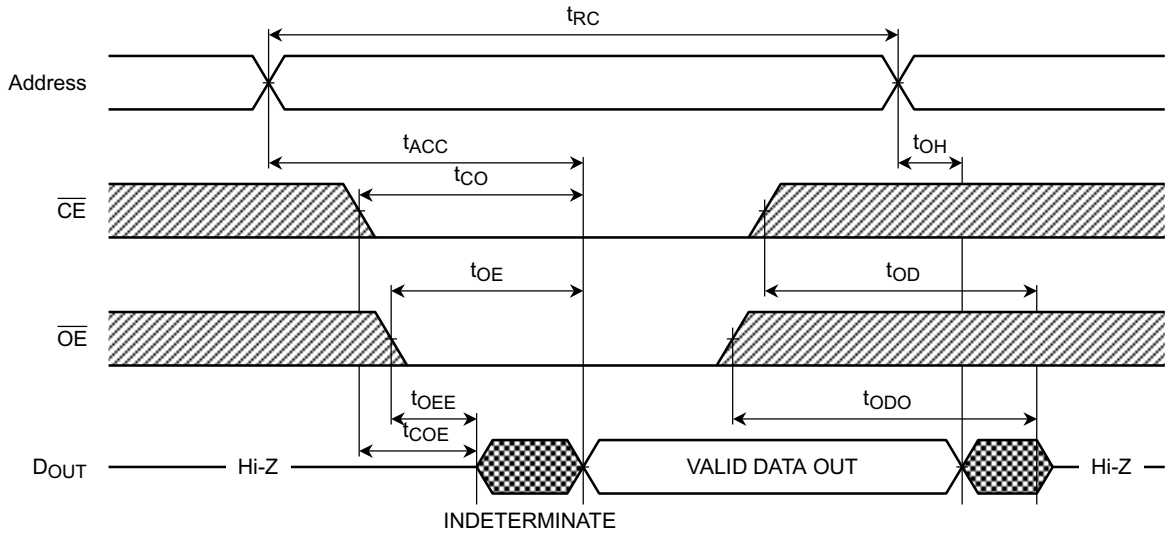 tRC
Address
tACC
tOH
tCO
CE
tOE
tOD
OE
tOEE
tODO
tCOE
DOUT
Hi-Z
VALID DATA OUT
Hi-Z
INDETERMINATE